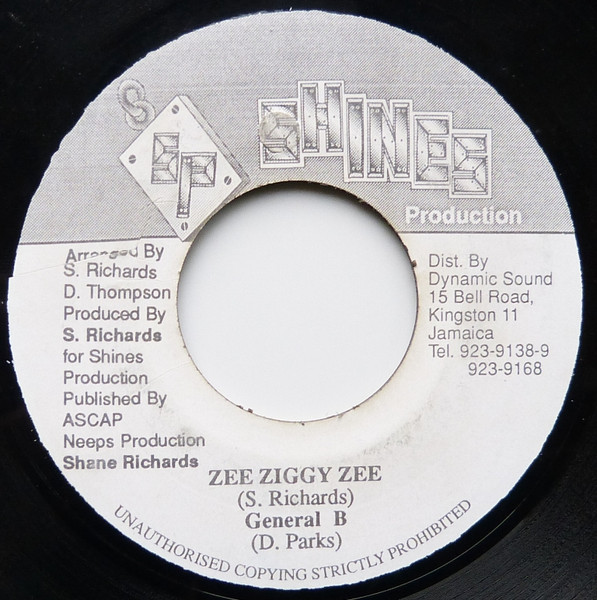 S
SP
SHINES
Production
Arranged By
S. Richards
D. Thompson
Produced By
S. Richards
for Shines
Production
Published By
ASCAP
Neeps Production
Shane Richards
Dist. By
Dynamic Sound
15 Bell Road,
Kingston 11
Jamaica
Tel. 923-9138-9
923-9168
ZEE ZIGGY ZEE
(S. Richards)
General B
(D. Parks)
UNAUTHORISED COPYING STRICTLY PROHIBITED